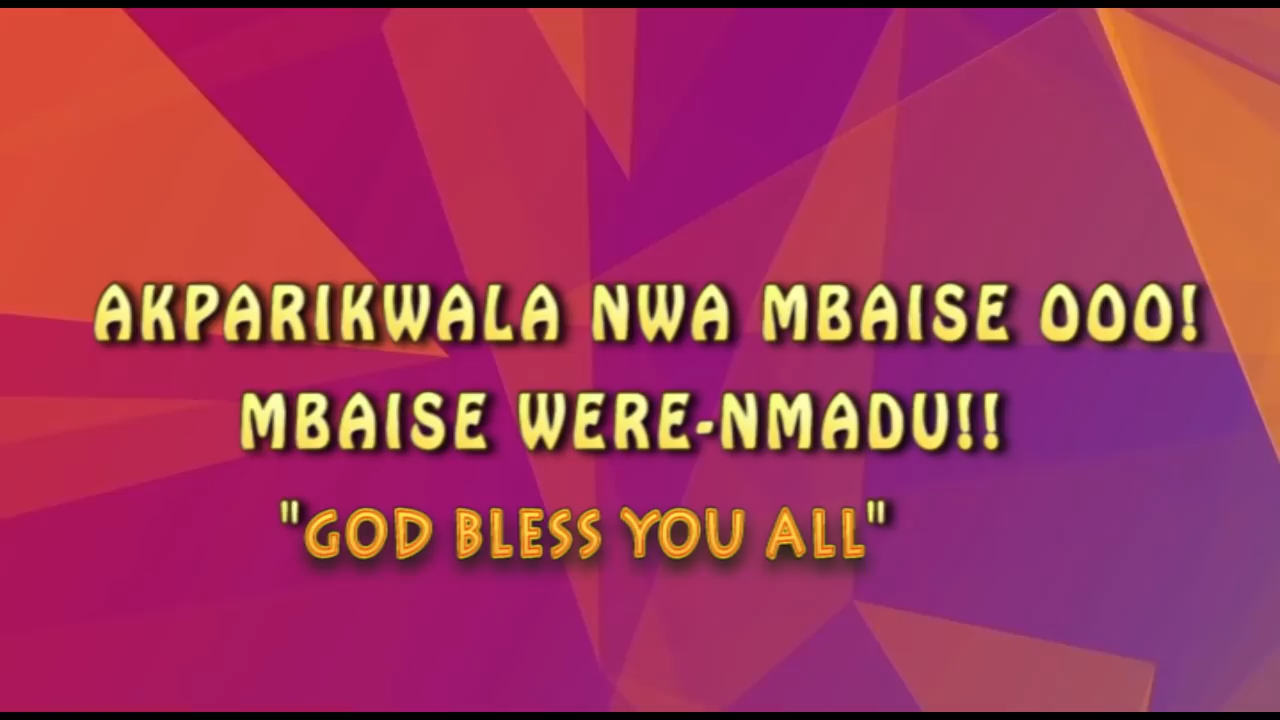 AKPARIKWALA NWA MBAISE OOO!
MBAISE WERE-NMADU!!
"GOD BLESS YOU ALL"